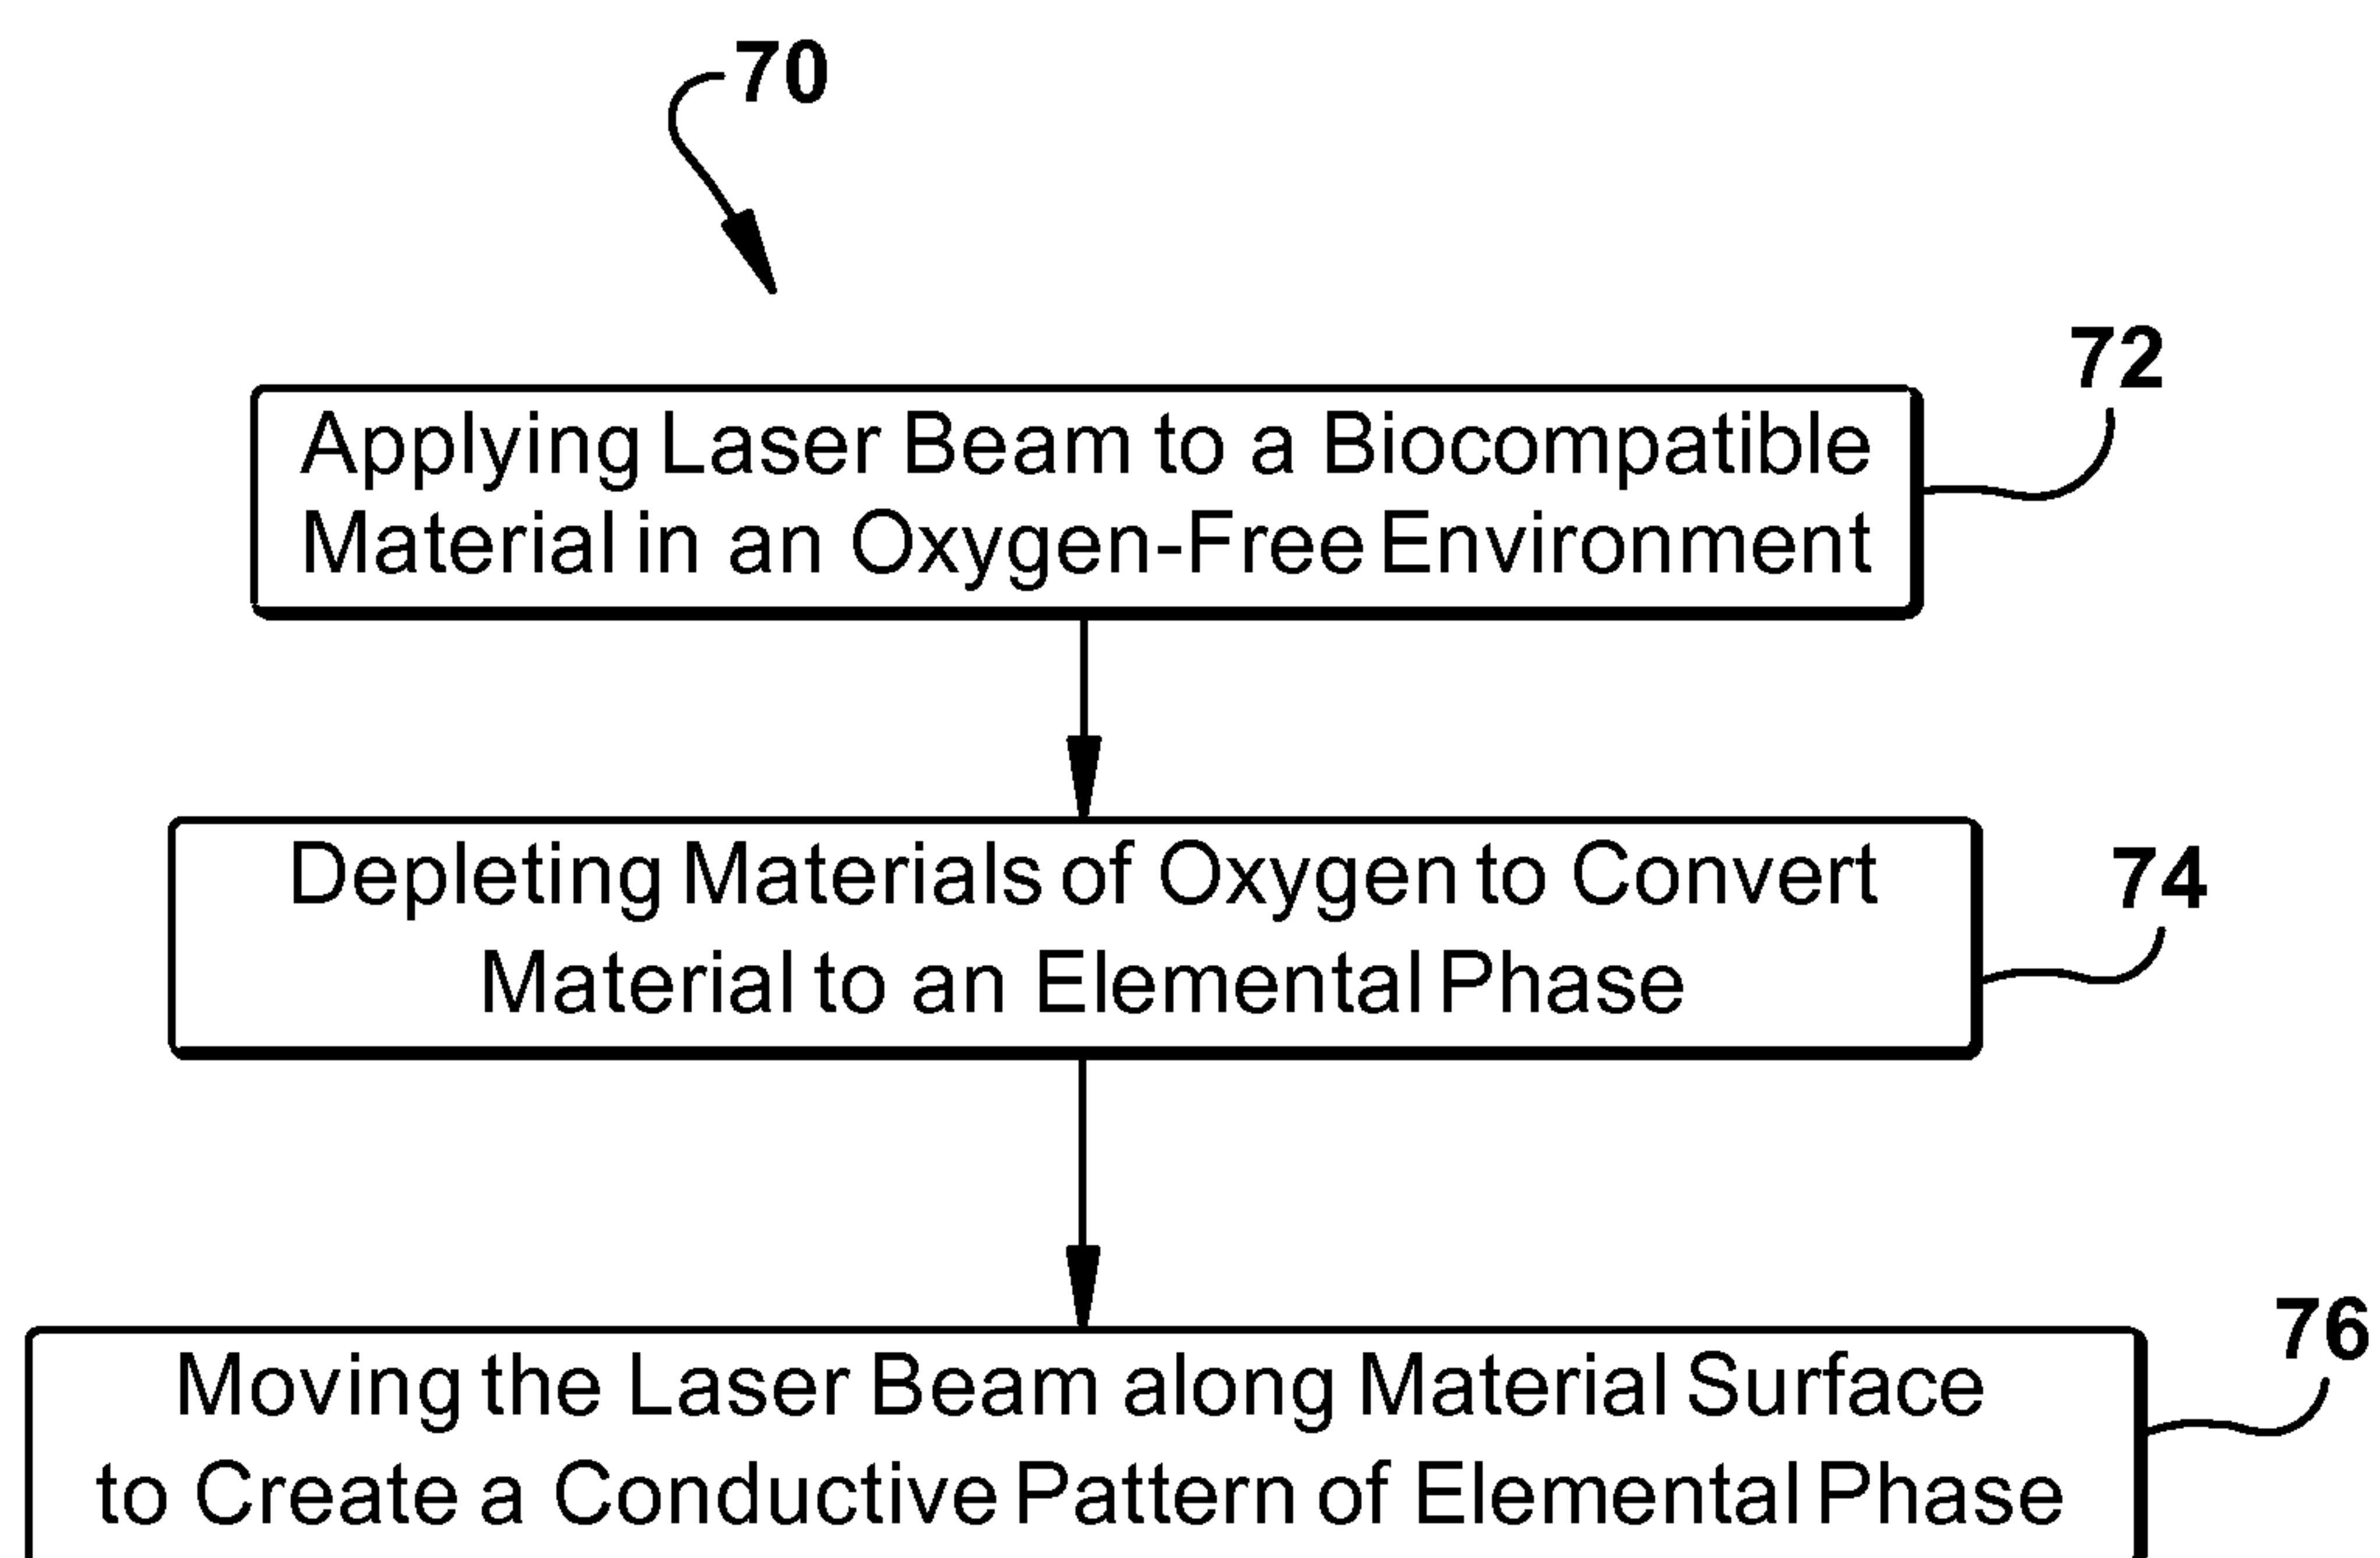 70
72
Applying Laser Beam to a Biocompatible
Material in an Oxygen-Free Environment
74
Depleting Materials of Oxygen to Convert
Material to an Elemental Phase
76
Moving the Laser Beam along Material Surface
to Create a Conductive Pattern of Elemental Phase